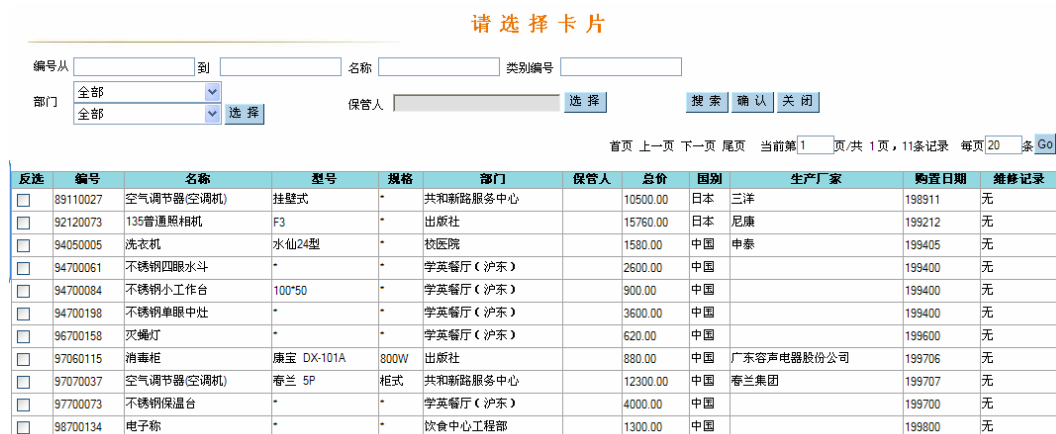 请选择卡片
编号从 到 名称 类别编号
全部
部门 保管人 选择 搜索 确认 关闭
全部 选择
首页 上一页 下一页 尾页 当前第1 页/共 1页，11条记录 每页20 条 Go
反选 编号 名称 型号 规格 部门 保管人 总价 国别 生产厂家 购置日期 维修记录
89110027 空气调节器(空调机) 挂壁式 * 共和新路服务中心 10500.00 日本 三洋 198911 无
92120073 135普通照相机 F3 * 出版社 15760.00 日本 尼康 199212 无
94050005 洗衣机 水仙24型 * 校医院 1580.00 中国 申泰 199405 无
94700061 不锈钢四眼水斗 * * 学英餐厅（沪东） 2600.00 中国 199400 无
94700084 不锈钢小工作台 100*50 * 学英餐厅（沪东） 900.00 中国 199400 无
94700198 不锈钢单眼中灶 * * 学英餐厅（沪东） 3600.00 中国 199400 无
96700158 灭蝇灯 * * 学英餐厅（沪东） 620.00 中国 199600 无
97060115 消毒柜 康宝 DX-101A 800W 出版社 880.00 中国 广东容声电器股份公司 199706 无
97070037 空气调节器(空调机) 春兰 5P 柜式 共和新路服务中心 12300.00 中国 春兰集团 199707 无
97700073 不锈钢保温台 * * 学英餐厅（沪东） 4000.00 中国 199700 无
98700134 电子称 * * 饮食中心工程部 1300.00 中国 199800 无